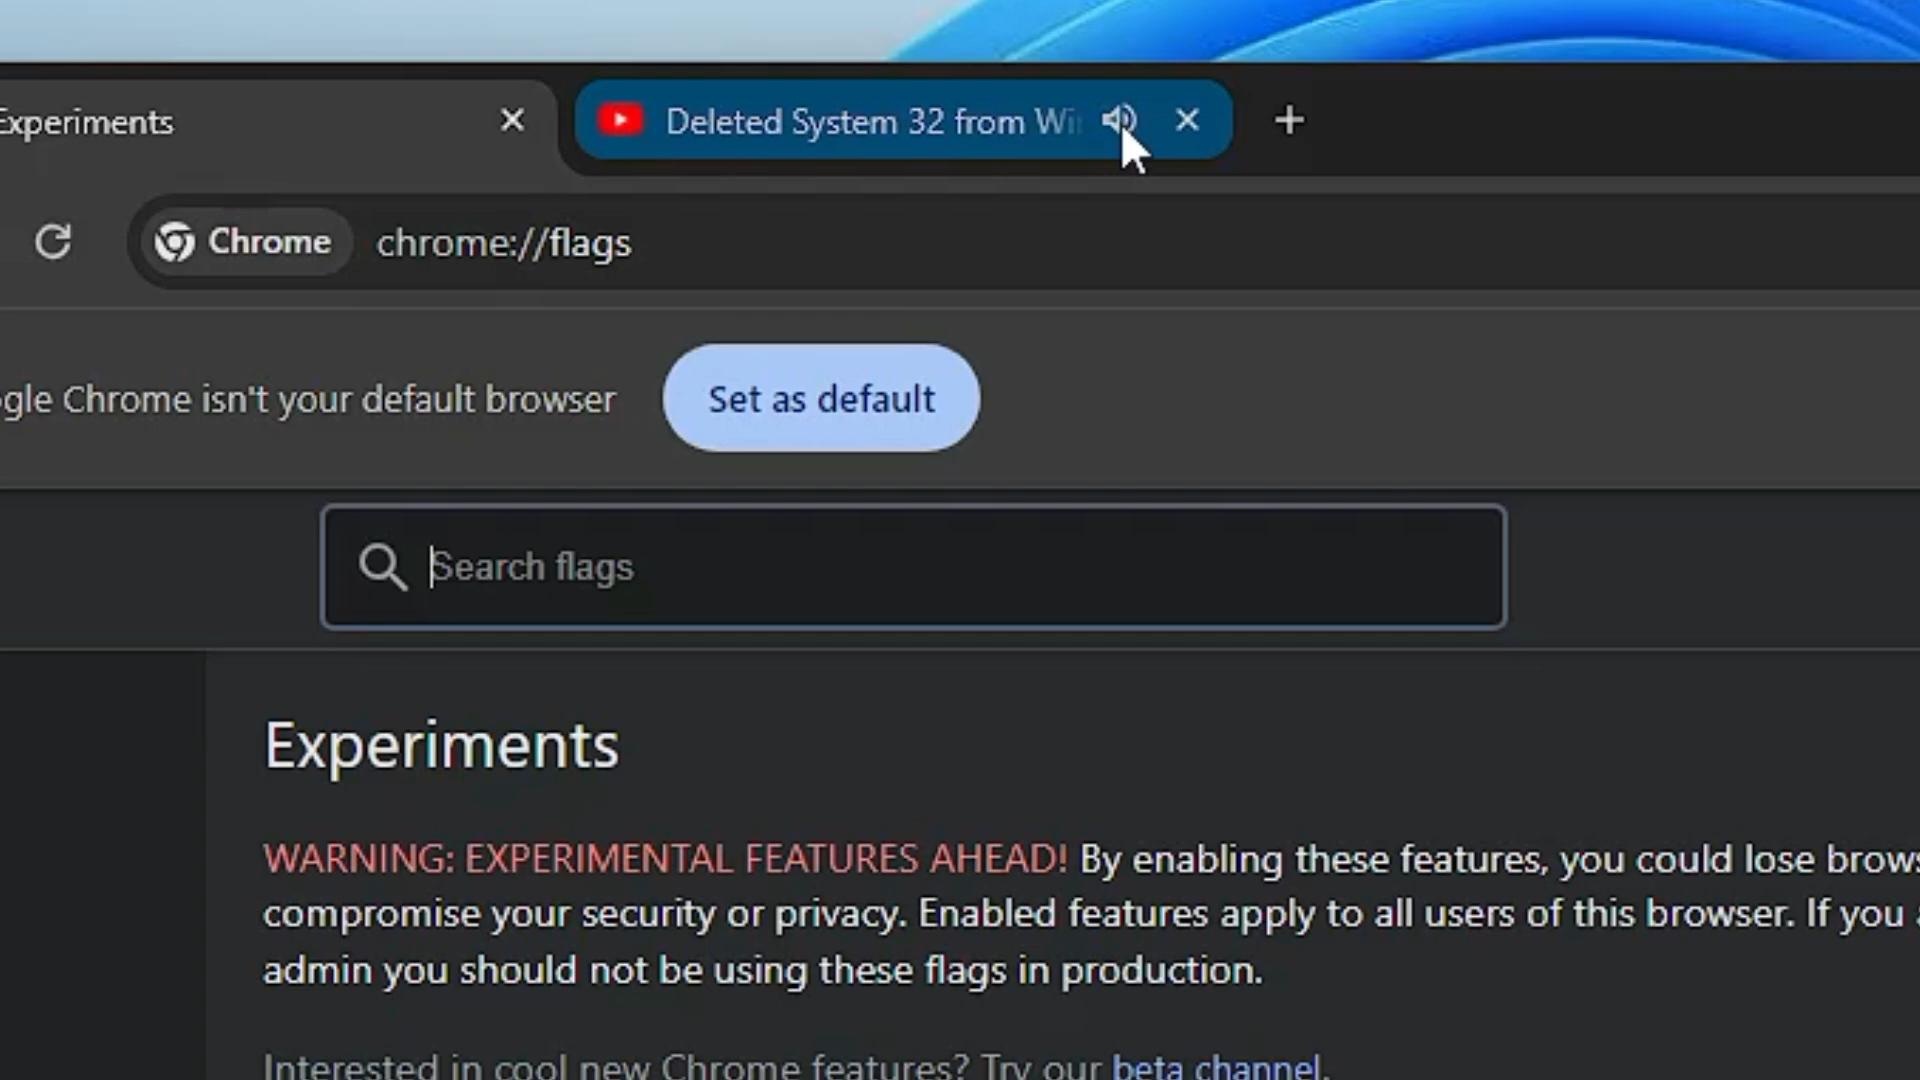 Experiments
Deleted System 32 from
Chrome chrome://flags
Chrome isn't your default browser
Set as default
Search flags
Experiments
WARNING: EXPERIMENTAL FEATURES AHEAD! By enabling these features, you could lose
compromise your security or privacy. Enabled features apply to all users of this browser. If you
admin you should not be using these flags in production.
Interested in cool new Chrome features? Try our beta channel.